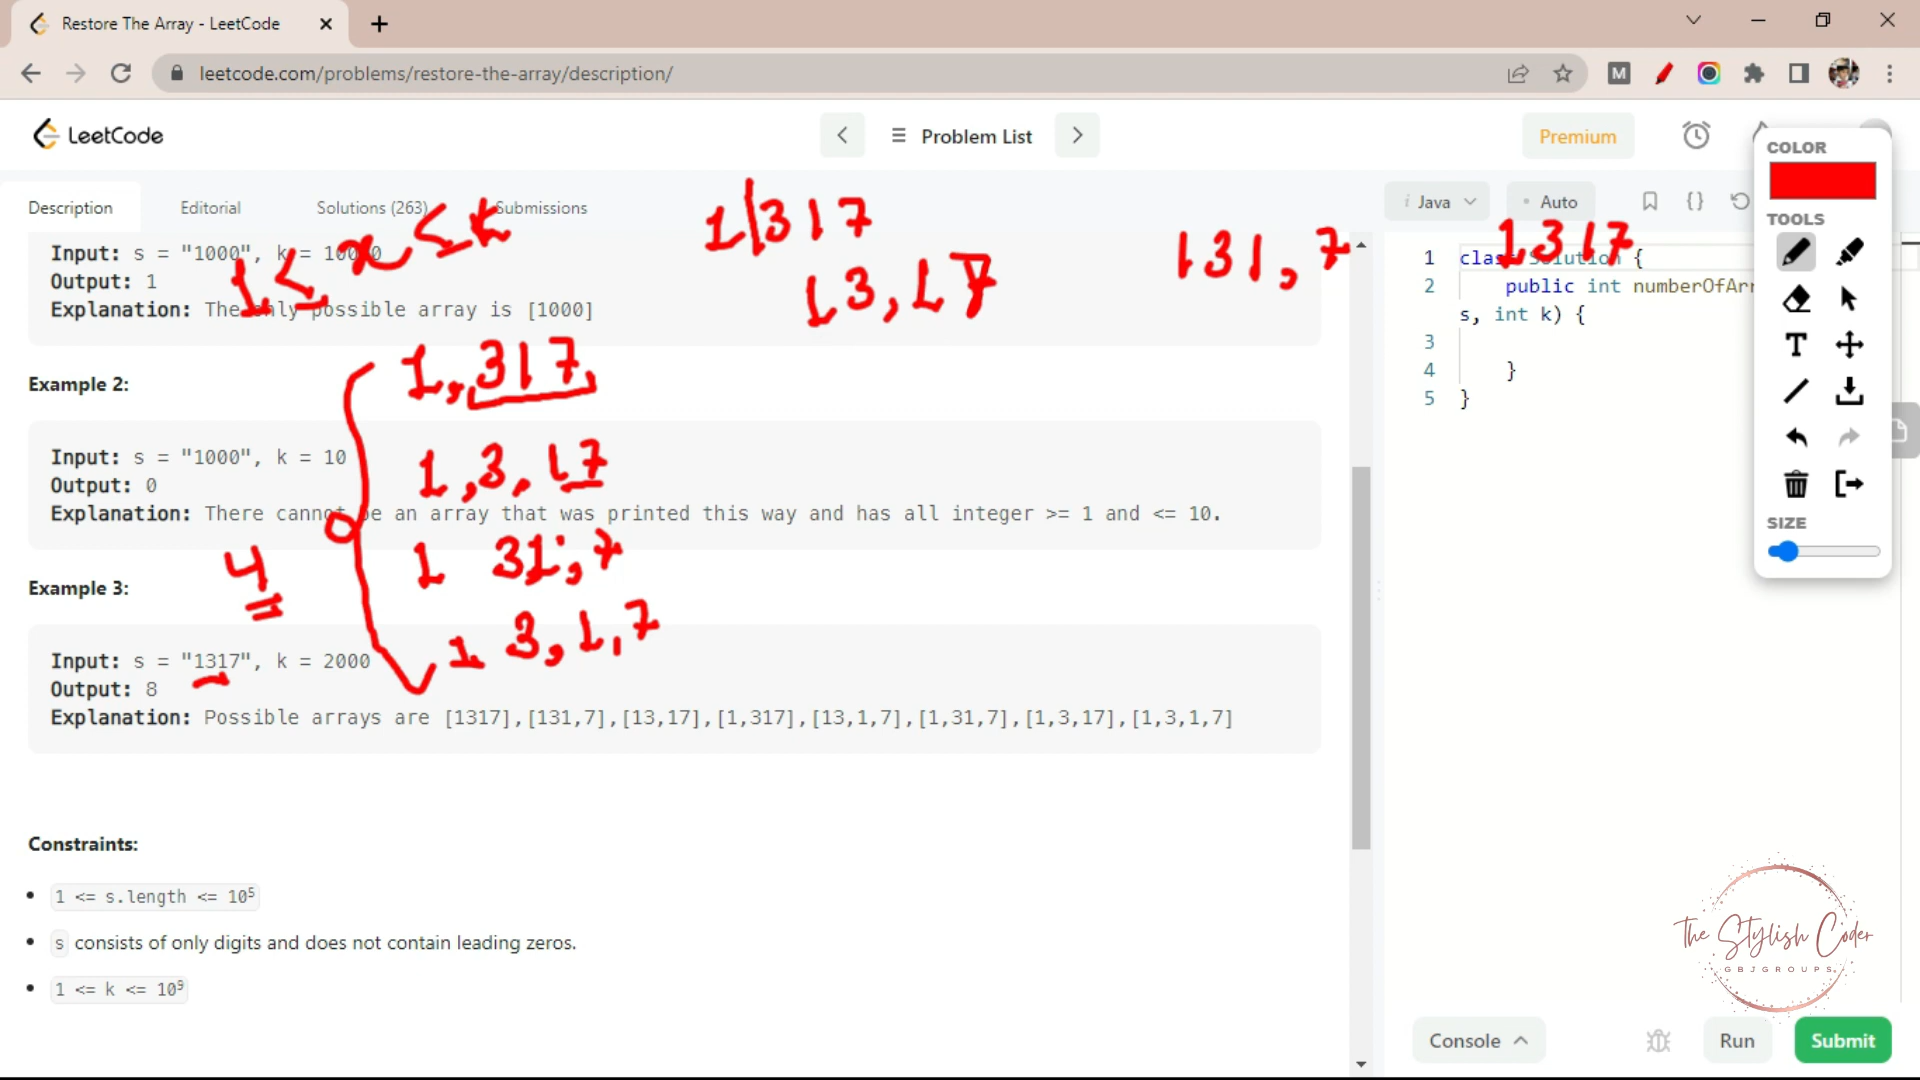 Restore The Array - LeetCode
leetcode.com/problems/restore-the-array/description/
M
LeetCode
Problem List
Premium
Description
Editorial
Solutions (263)
Submissions
1 ≤ x ≤ k
1|317
13,17
131,7
1317
Input: s = "1000", k = 10000
Output: 1
Explanation: The only possible array is [1000]
1,317
Example 2:
Input: s = "1000", k = 10
Output: 0
Explanation: There cannot be an array that was printed this way and has all integer >= 1 and <= 10.
1,3,17
1 31,7
1 3,1,7
4
Example 3:
Input: s = "1317", k = 2000
Output: 8
Explanation: Possible arrays are [1317],[131,7],[13,17],[1,317],[13,1,7],[1,31,7],[1,3,17],[1,3,1,7]
Constraints:
1 <= s.length <= 10⁵
s consists of only digits and does not contain leading zeros.
1 <= k <= 10⁹
i Java
Auto
{}
1 class Solution {
2 public int numberOfArr
s, int k) {
3
4 }
5 }
COLOR
TOOLS
T
SIZE
The Stylish Coder
GBJGROUPS
Console
Run
Submit